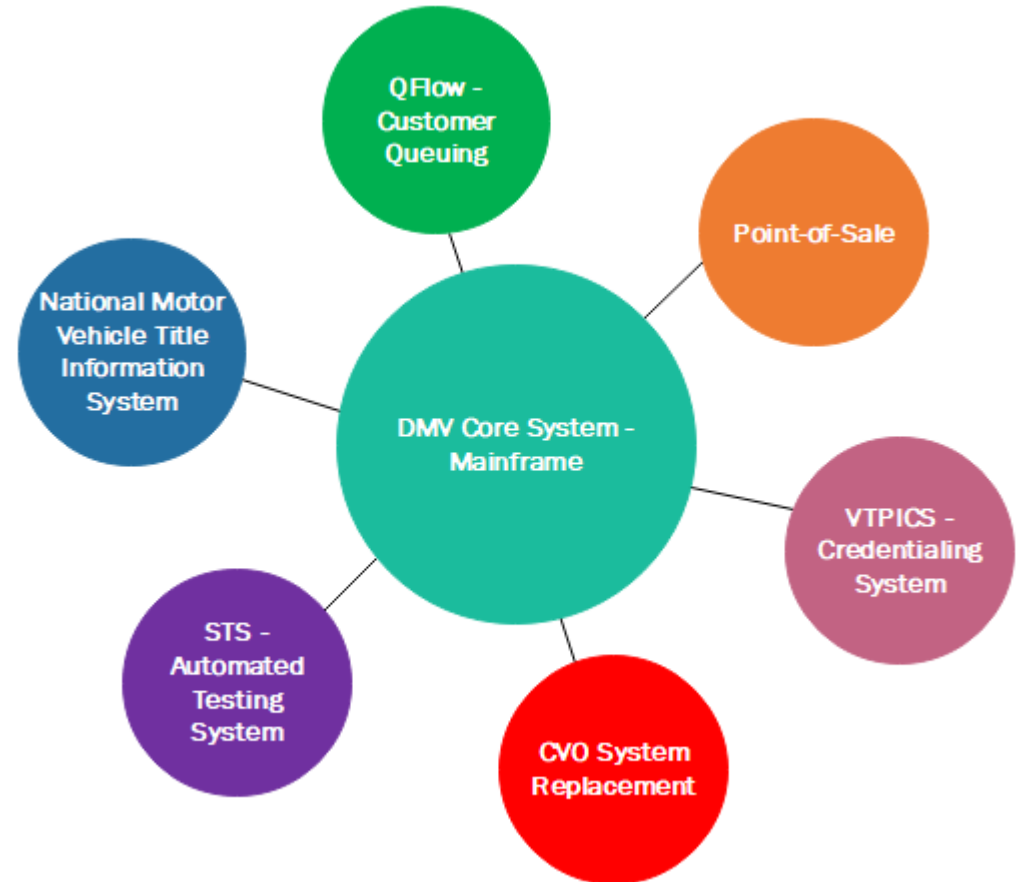 QFlow -
Customer
Queuing
Point-of-Sale
National Motor
Vehicle Title
Information
System
DMV Core System -
Mainframe
VTPICS -
Credentialing
System
STS -
Automated
Testing
System
CVO System
Replacement